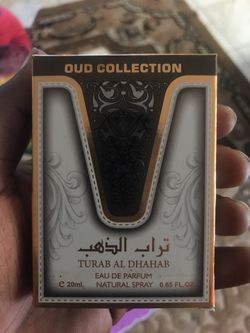 OUD COLLECTION
تراب الذهب
TURAB AL DHAHAB
EAU DE PARFUM
℮ 20ml. NATURAL SPRAY 0.65 FL.OZ